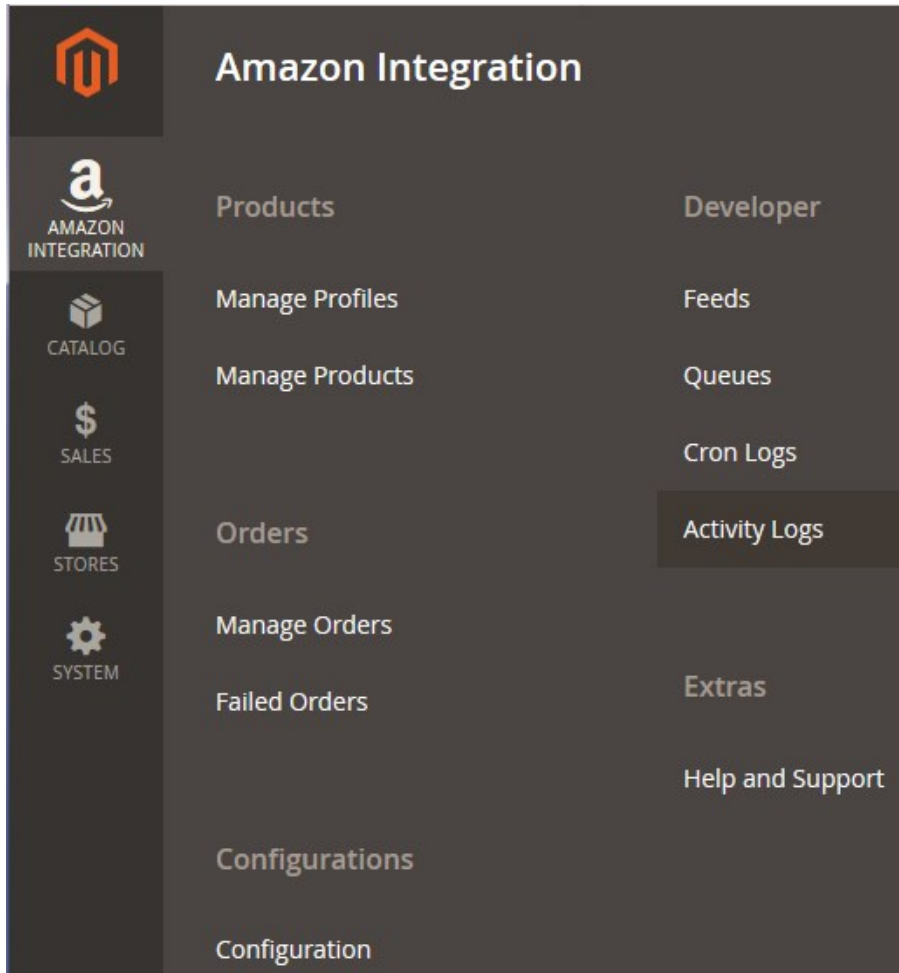 Amazon Integration
AMAZON
INTEGRATION
CATALOG
SALES
STORES
SYSTEM
Products
Manage Profiles
Manage Products
Orders
Manage Orders
Failed Orders
Configurations
Configuration
Developer
Feeds
Queues
Cron Logs
Activity Logs
Extras
Help and Support